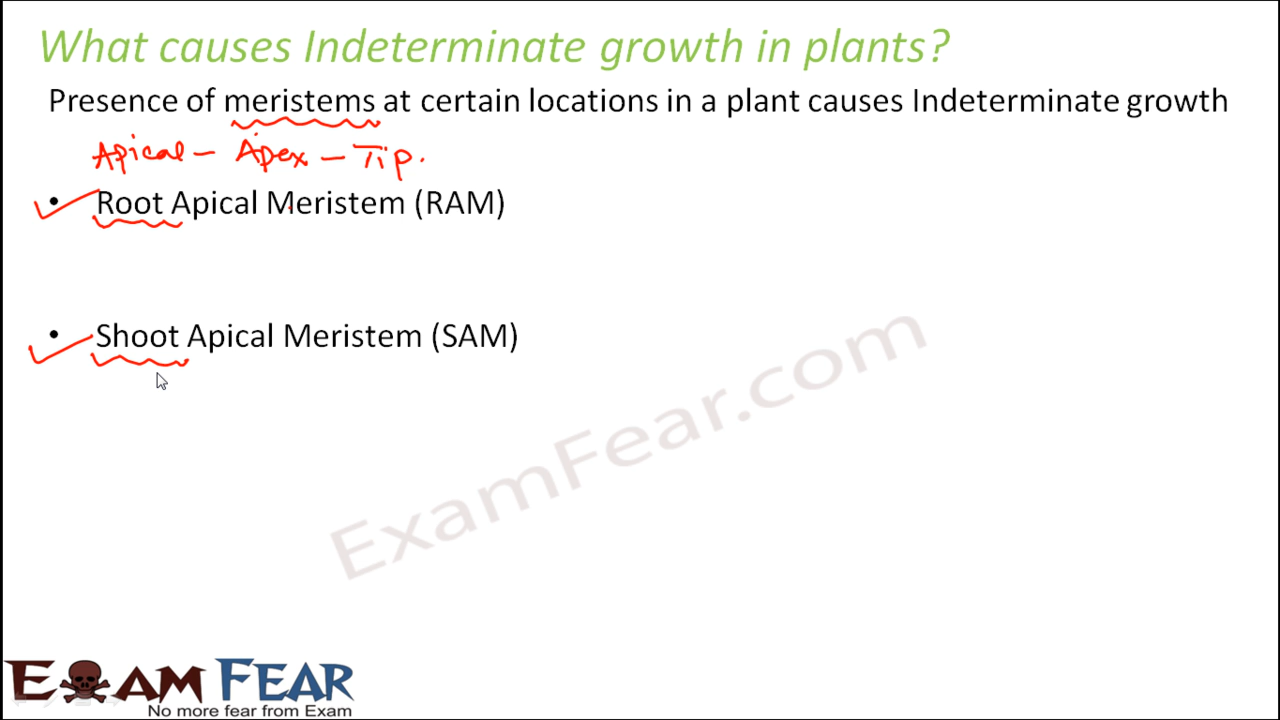 What causes Indeterminate growth in plants?
Presence of meristems at certain locations in a plant causes Indeterminate growth
Apical - Apex - Tip.
• Root Apical Meristem (RAM)
• Shoot Apical Meristem (SAM)
ExamFear.com
EXAM FEAR
No more fear from Exam